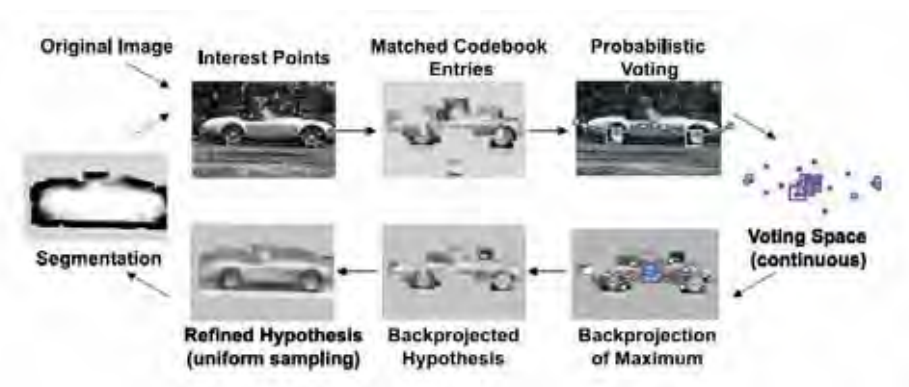 Original Image
Interest Points
Matched Codebook
Entries
Probabilistic
Voting
Segmentation
Voting Space
(continuous)
Refined Hypothesis
(uniform sampling)
Backprojected
Hypothesis
Backprojection
of Maximum